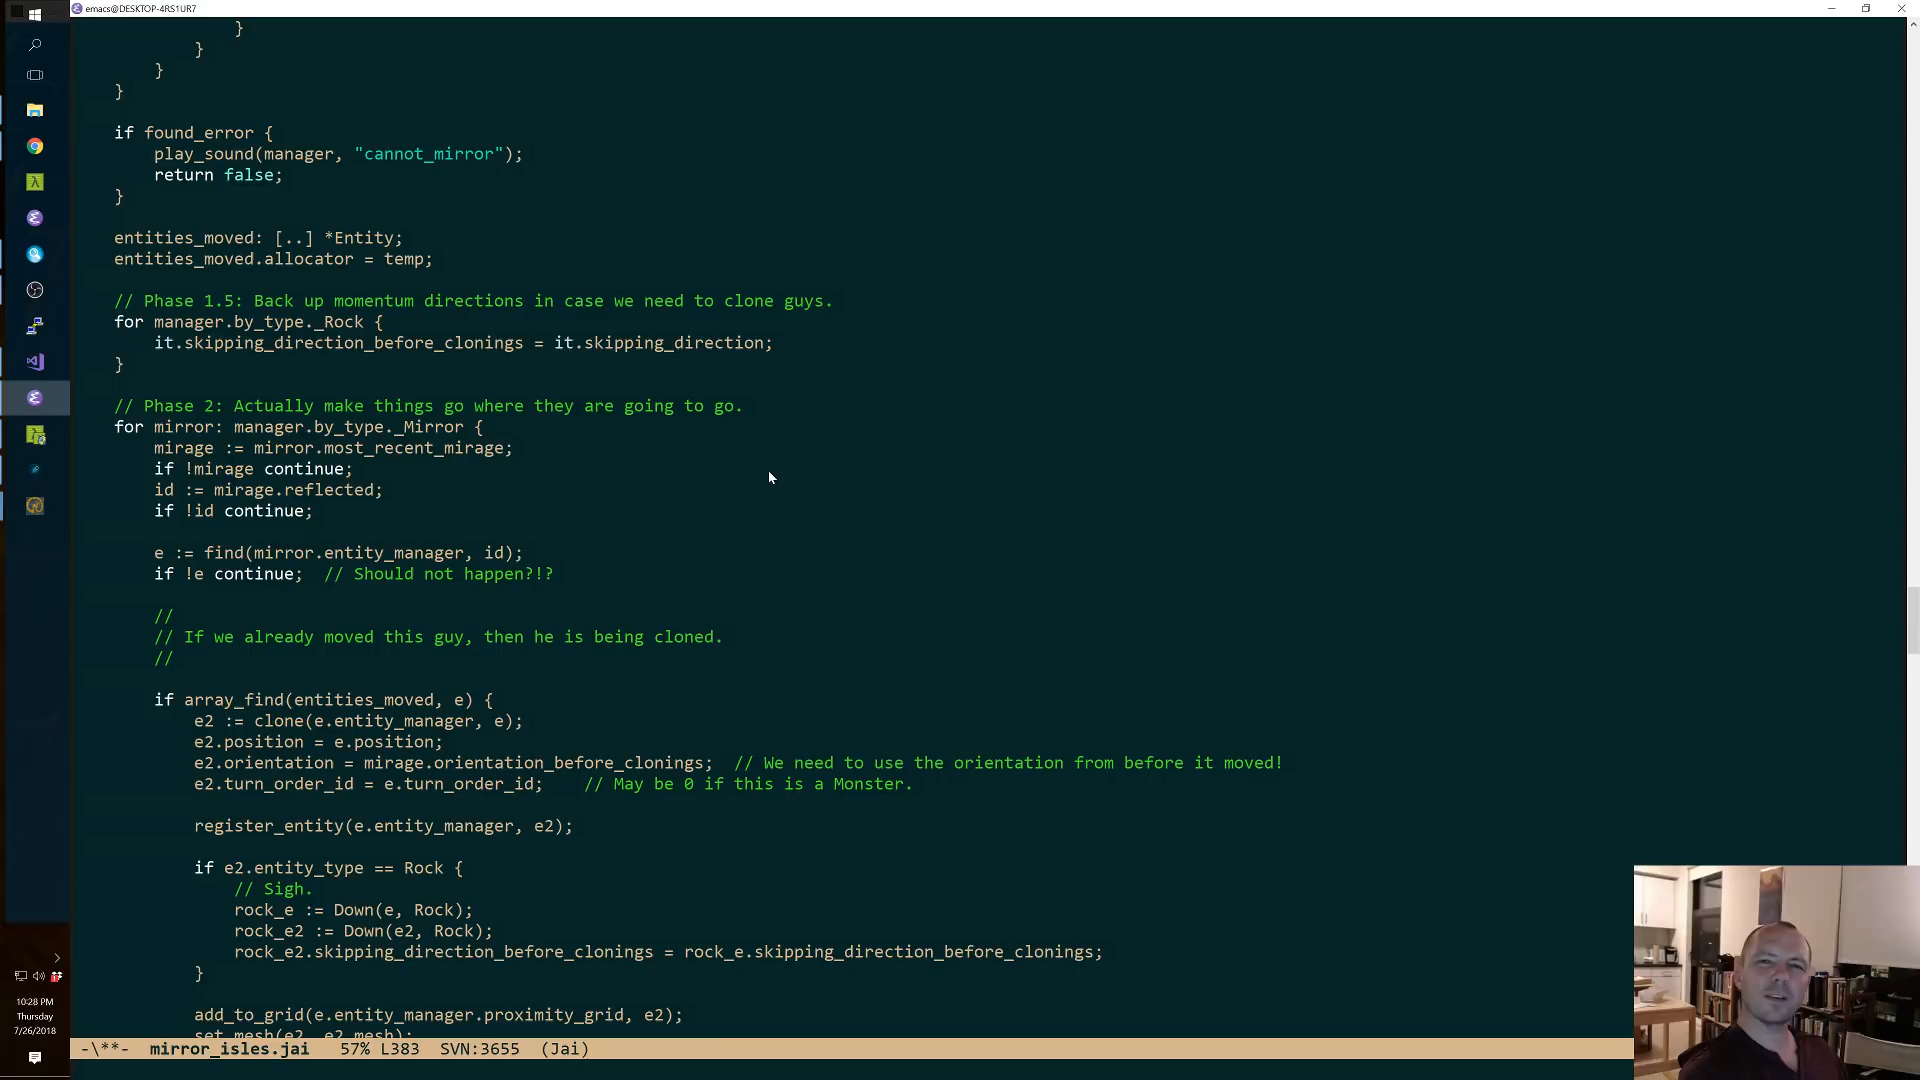 emacs@DESKTOP-4RS1UR7
}
}
}
}
if found_error {
play_sound(manager, "cannot_mirror");
return false;
}
entities_moved: [..] *Entity;
entities_moved.allocator = temp;
// Phase 1.5: Back up momentum directions in case we need to clone guys.
for manager.by_type._Rock {
it.skipping_direction_before_clonings = it.skipping_direction;
}
// Phase 2: Actually make things go where they are going to go.
for mirror: manager.by_type._Mirror {
mirage := mirror.most_recent_mirage;
if !mirage continue;
id := mirage.reflected;
if !id continue;
e := find(mirror.entity_manager, id);
if !e continue;  // Should not happen?!?
//
// If we already moved this guy, then he is being cloned.
//
if array_find(entities_moved, e) {
e2 := clone(e.entity_manager, e);
e2.position = e.position;
e2.orientation = mirage.orientation_before_clonings;  // We need to use the orientation from before it moved!
e2.turn_order_id = e.turn_order_id;    // May be 0 if this is a Monster.
register_entity(e.entity_manager, e2);
if e2.entity_type == Rock {
// Sigh.
rock_e := Down(e, Rock);
rock_e2 := Down(e2, Rock);
rock_e2.skipping_direction_before_clonings = rock_e.skipping_direction_before_clonings;
}
add_to_grid(e.entity_manager.proximity_grid, e2);
set_mesh(e2, e2.mesh);
-\**-  mirror_isles.jai   57% L383  SVN:3655  (Jai)
10:28 PM
Thursday
7/26/2018